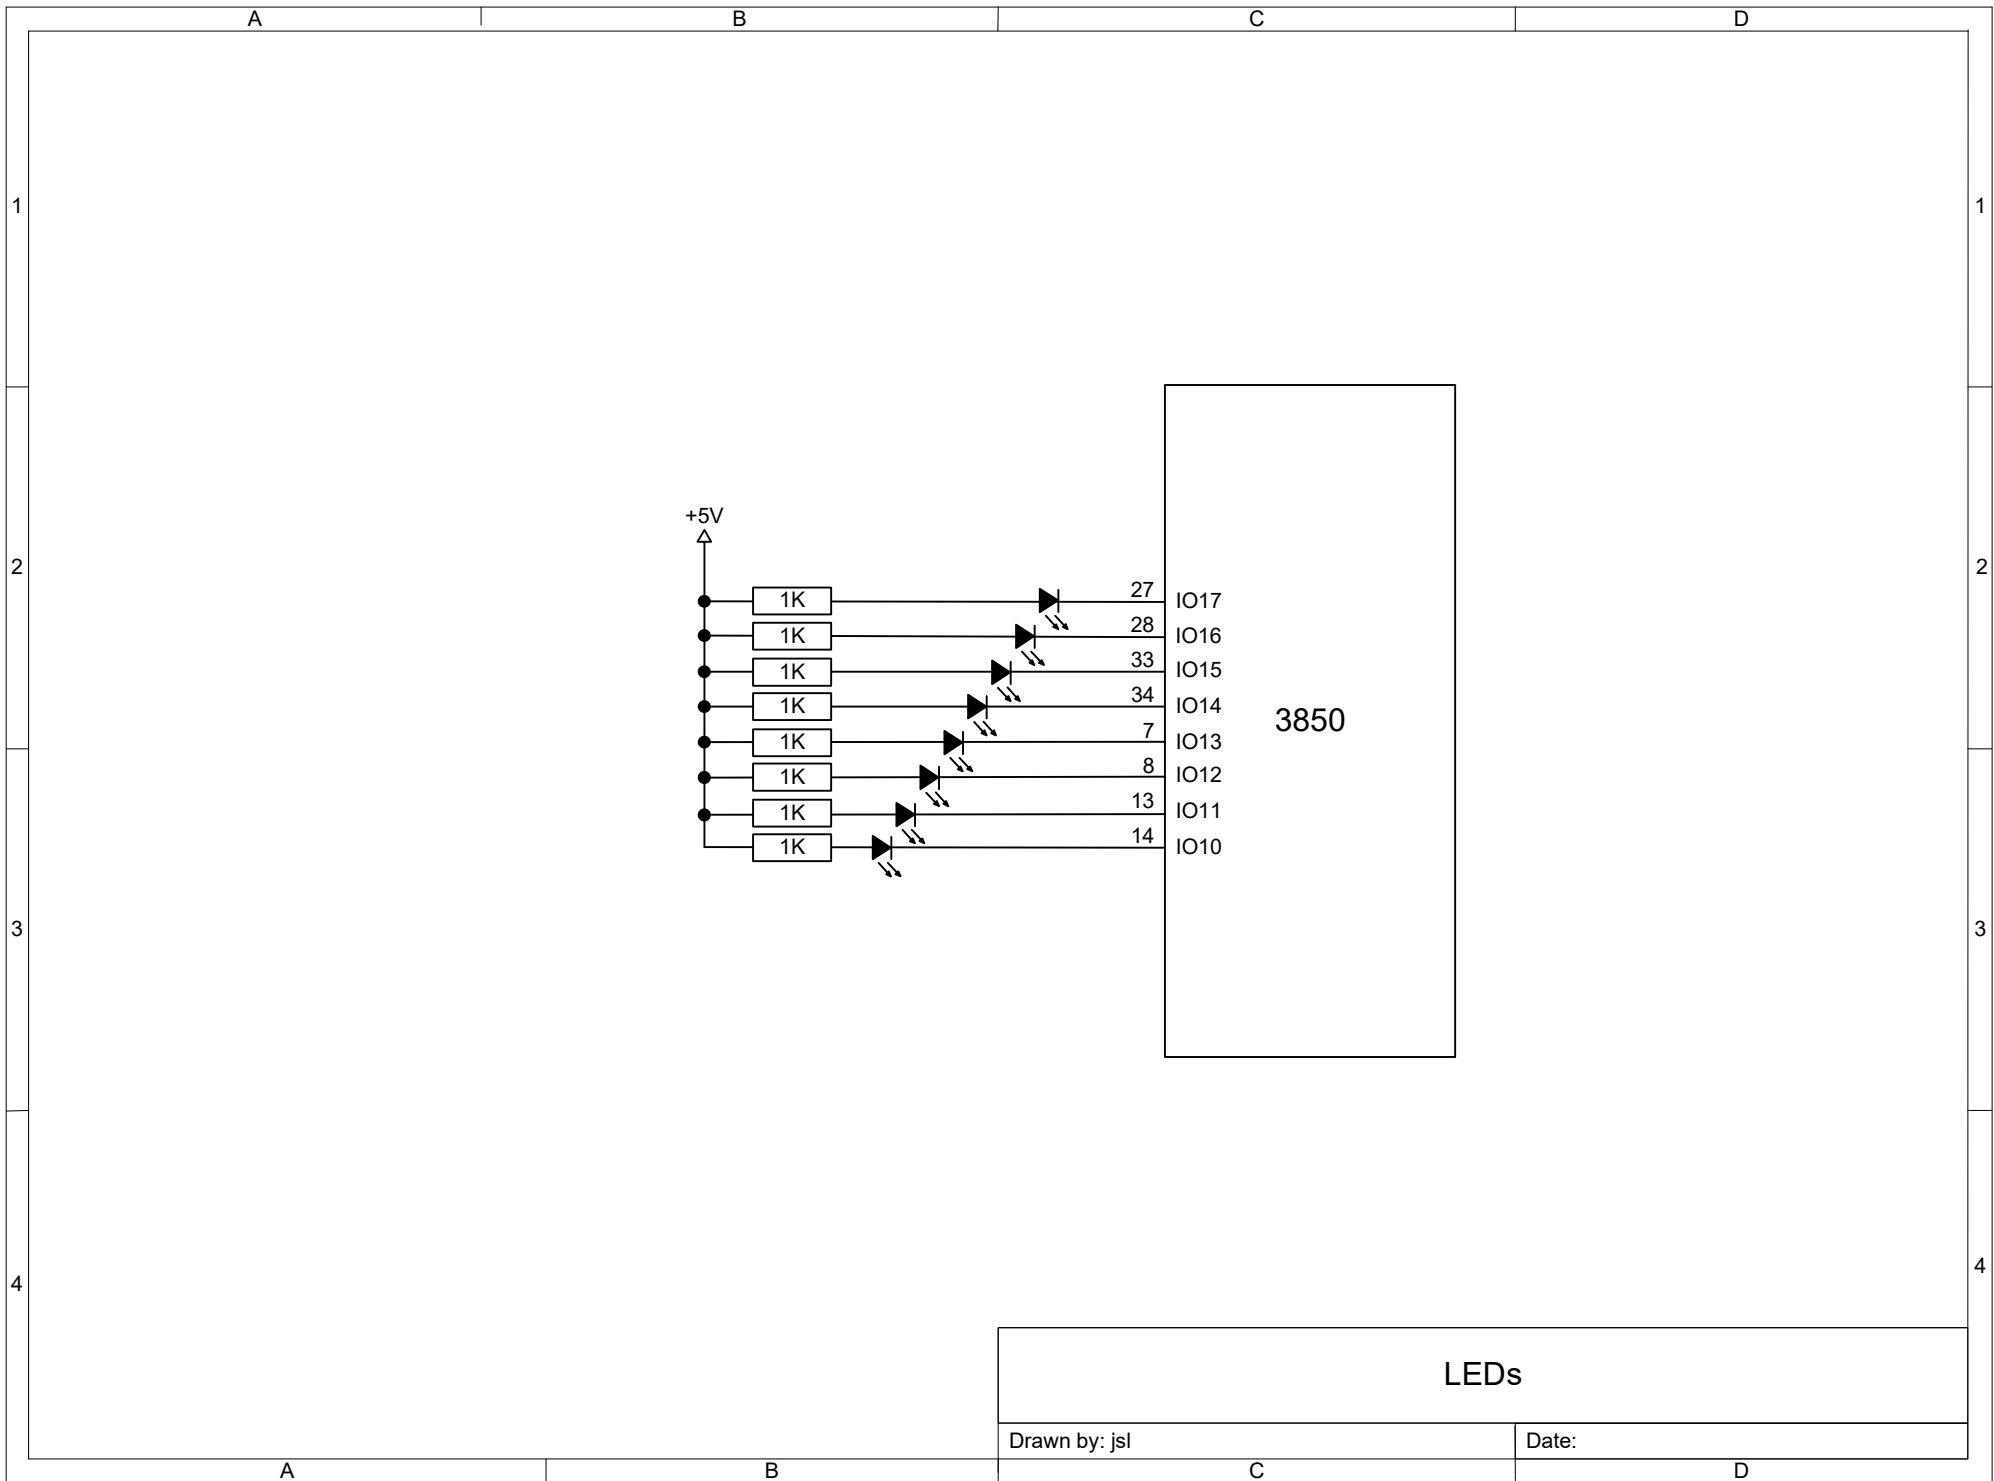 A B C D
1 1
+5V
2 2
1K 27 IO17
1K 28 IO16
1K 33 IO15
1K 34 IO14
3850
1K 7 IO13
1K 8 IO12
1K 13 IO11
1K 14 IO10
3 3
4 4
LEDs
Drawn by: jsl Date:
A B C D